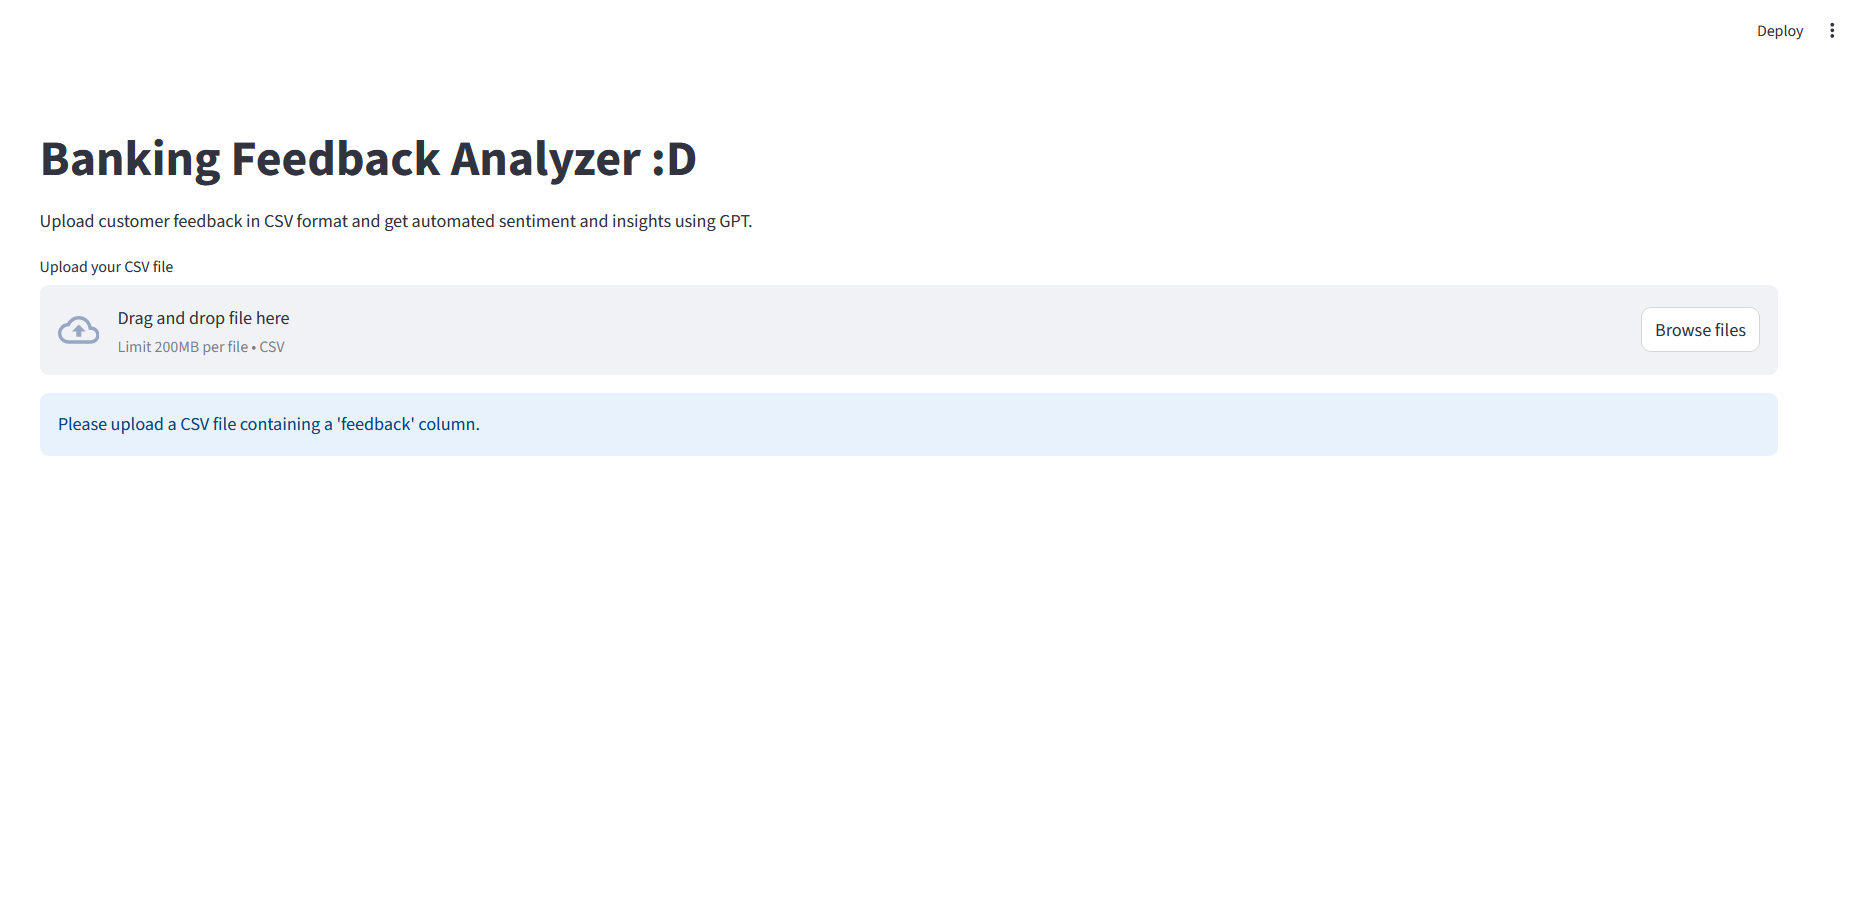 Deploy
Banking Feedback Analyzer :D
Upload customer feedback in CSV format and get automated sentiment and insights using GPT.
Upload your CSV file
Drag and drop file here
Limit 200MB per file • CSV
Browse files
Please upload a CSV file containing a 'feedback' column.